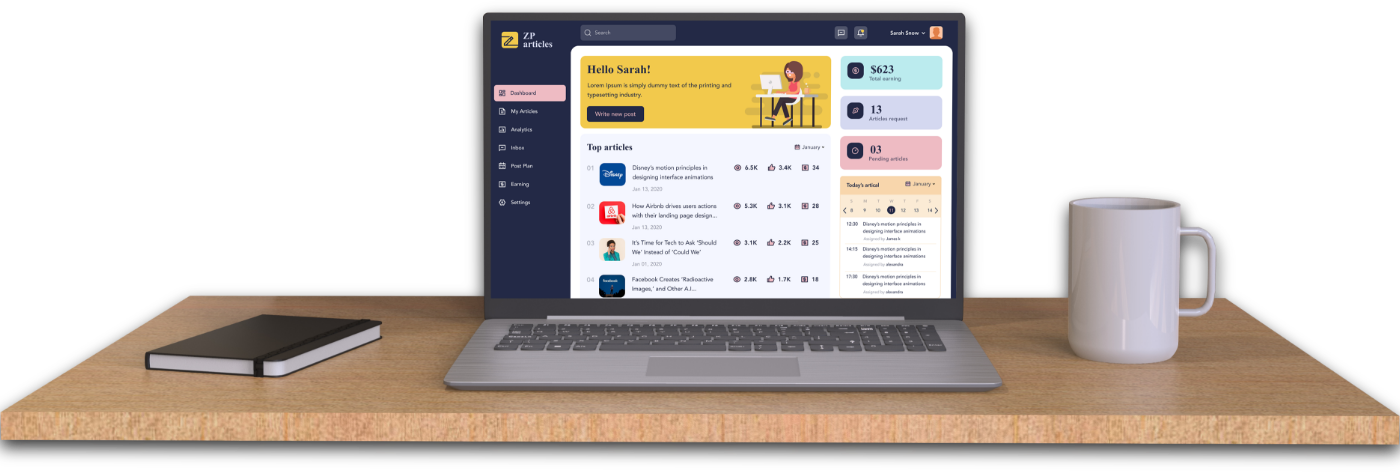 ZP
articles
Search
Sarah Snow
Dashboard
My Articles
Analytics
Inbox
Post Plan
Earning
Settings
Hello Sarah!
Lorem Ipsum is simply dummy text of the printing and
typesetting industry.
Write new post
Top articles
January
01
Disney
Disney's motion principles in
designing interface animations
Jan 13, 2020
6.5K 3.4K 34
02
How Airbnb drives users actions
with their landing page design...
Jan 13, 2020
5.3K 3.1K 28
03
It's Time for Tech to Ask 'Should
We' Instead of 'Could We'
Jan 01, 2020
3.1K 2.2K 25
04
facebook
Facebook Creates 'Radioactive
Images,' and Other A.I...
2.8K 1.7K 18
$623
Total earning
13
Articles request
03
Pending articles
Today's artical
January
S M T W T F S
8 9 10 11 12 13 14
12:30 Disney's motion principles in
designing interface animations
Assigned by James k
14:15 Disney's motion principles in
designing interface animations
Assigned by alexandra
17:30 Disney's motion principles in
designing interface animations
Assigned by alexandra